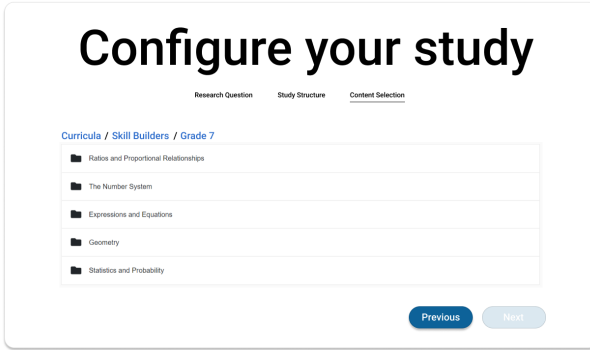 Configure your study
Research Question Study Structure Content Selection
Curricula / Skill Builders / Grade 7
Ratios and Proportional Relationships
The Number System
Expressions and Equations
Geometry
Statistics and Probability
Previous Next